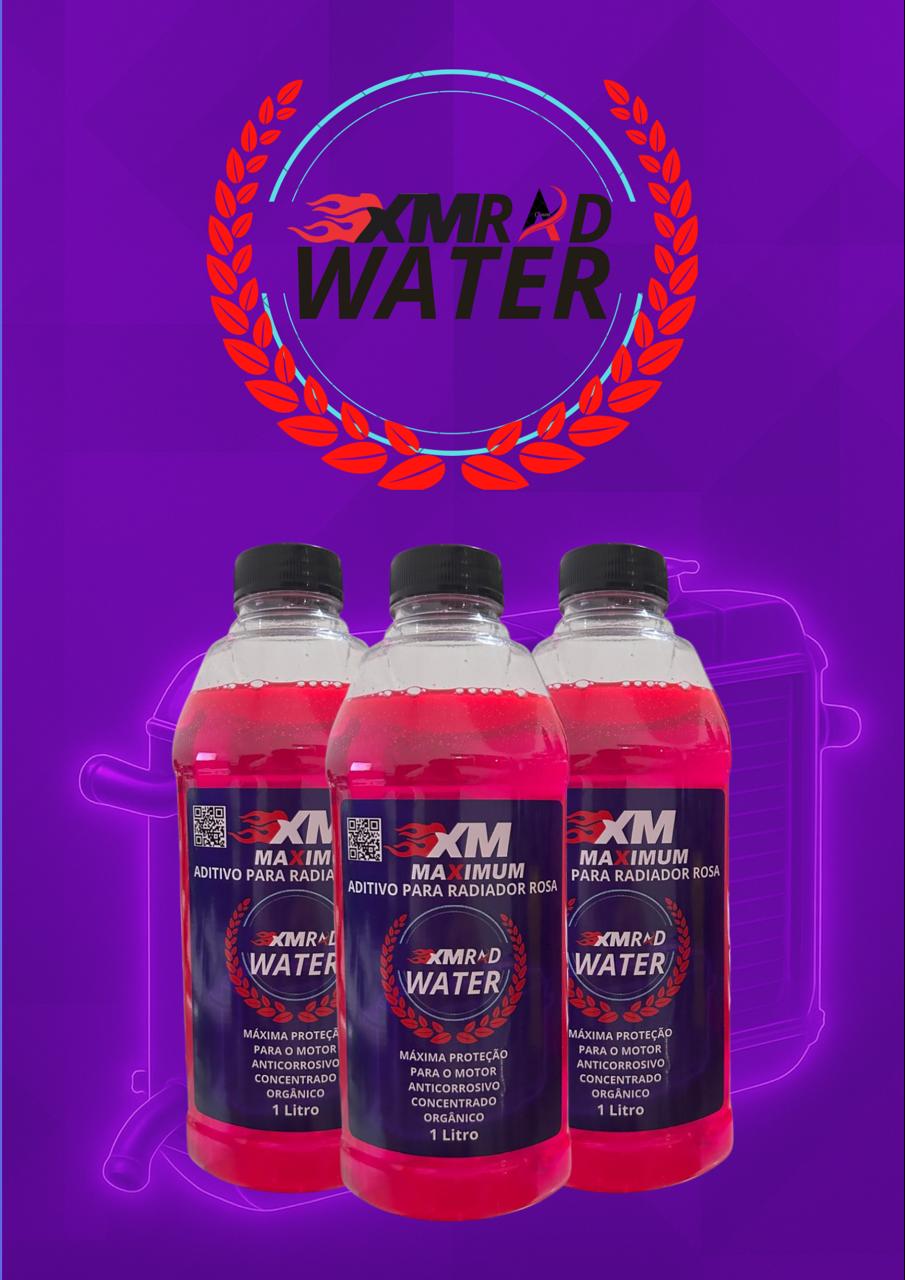 XMRAD
WATER
XM
MAXIMUM
ADITIVO PARA RADIADOR ROSA
XMRAD
WATER
MÁXIMA PROTEÇÃO
PARA O MOTOR
ANTICORROSIVO
CONCENTRADO
ORGÂNICO
1 Litro
XM
MAXIMUM
ADITIVO PARA RADIADOR ROSA
XMRAD
WATER
MÁXIMA PROTEÇÃO
PARA O MOTOR
ANTICORROSIVO
CONCENTRADO
ORGÂNICO
1 Litro
XM
MAXIMUM
PARA RADIADOR ROSA
XMRAD
WATER
MÁXIMA PROTEÇÃO
PARA O MOTOR
ANTICORROSIVO
CONCENTRADO
ORGÂNICO
1 Litro